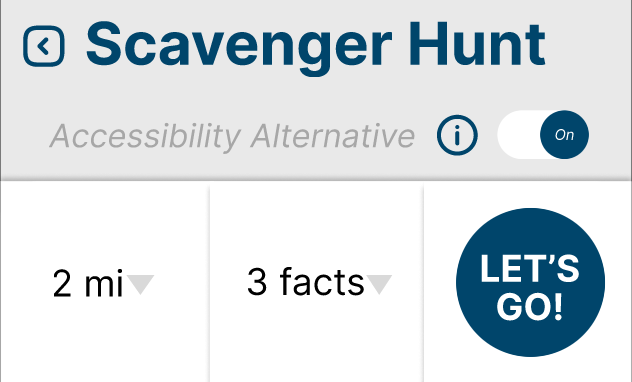 Scavenger Hunt
Accessibility Alternative
On
2 mi
3 facts
LET'S
GO!